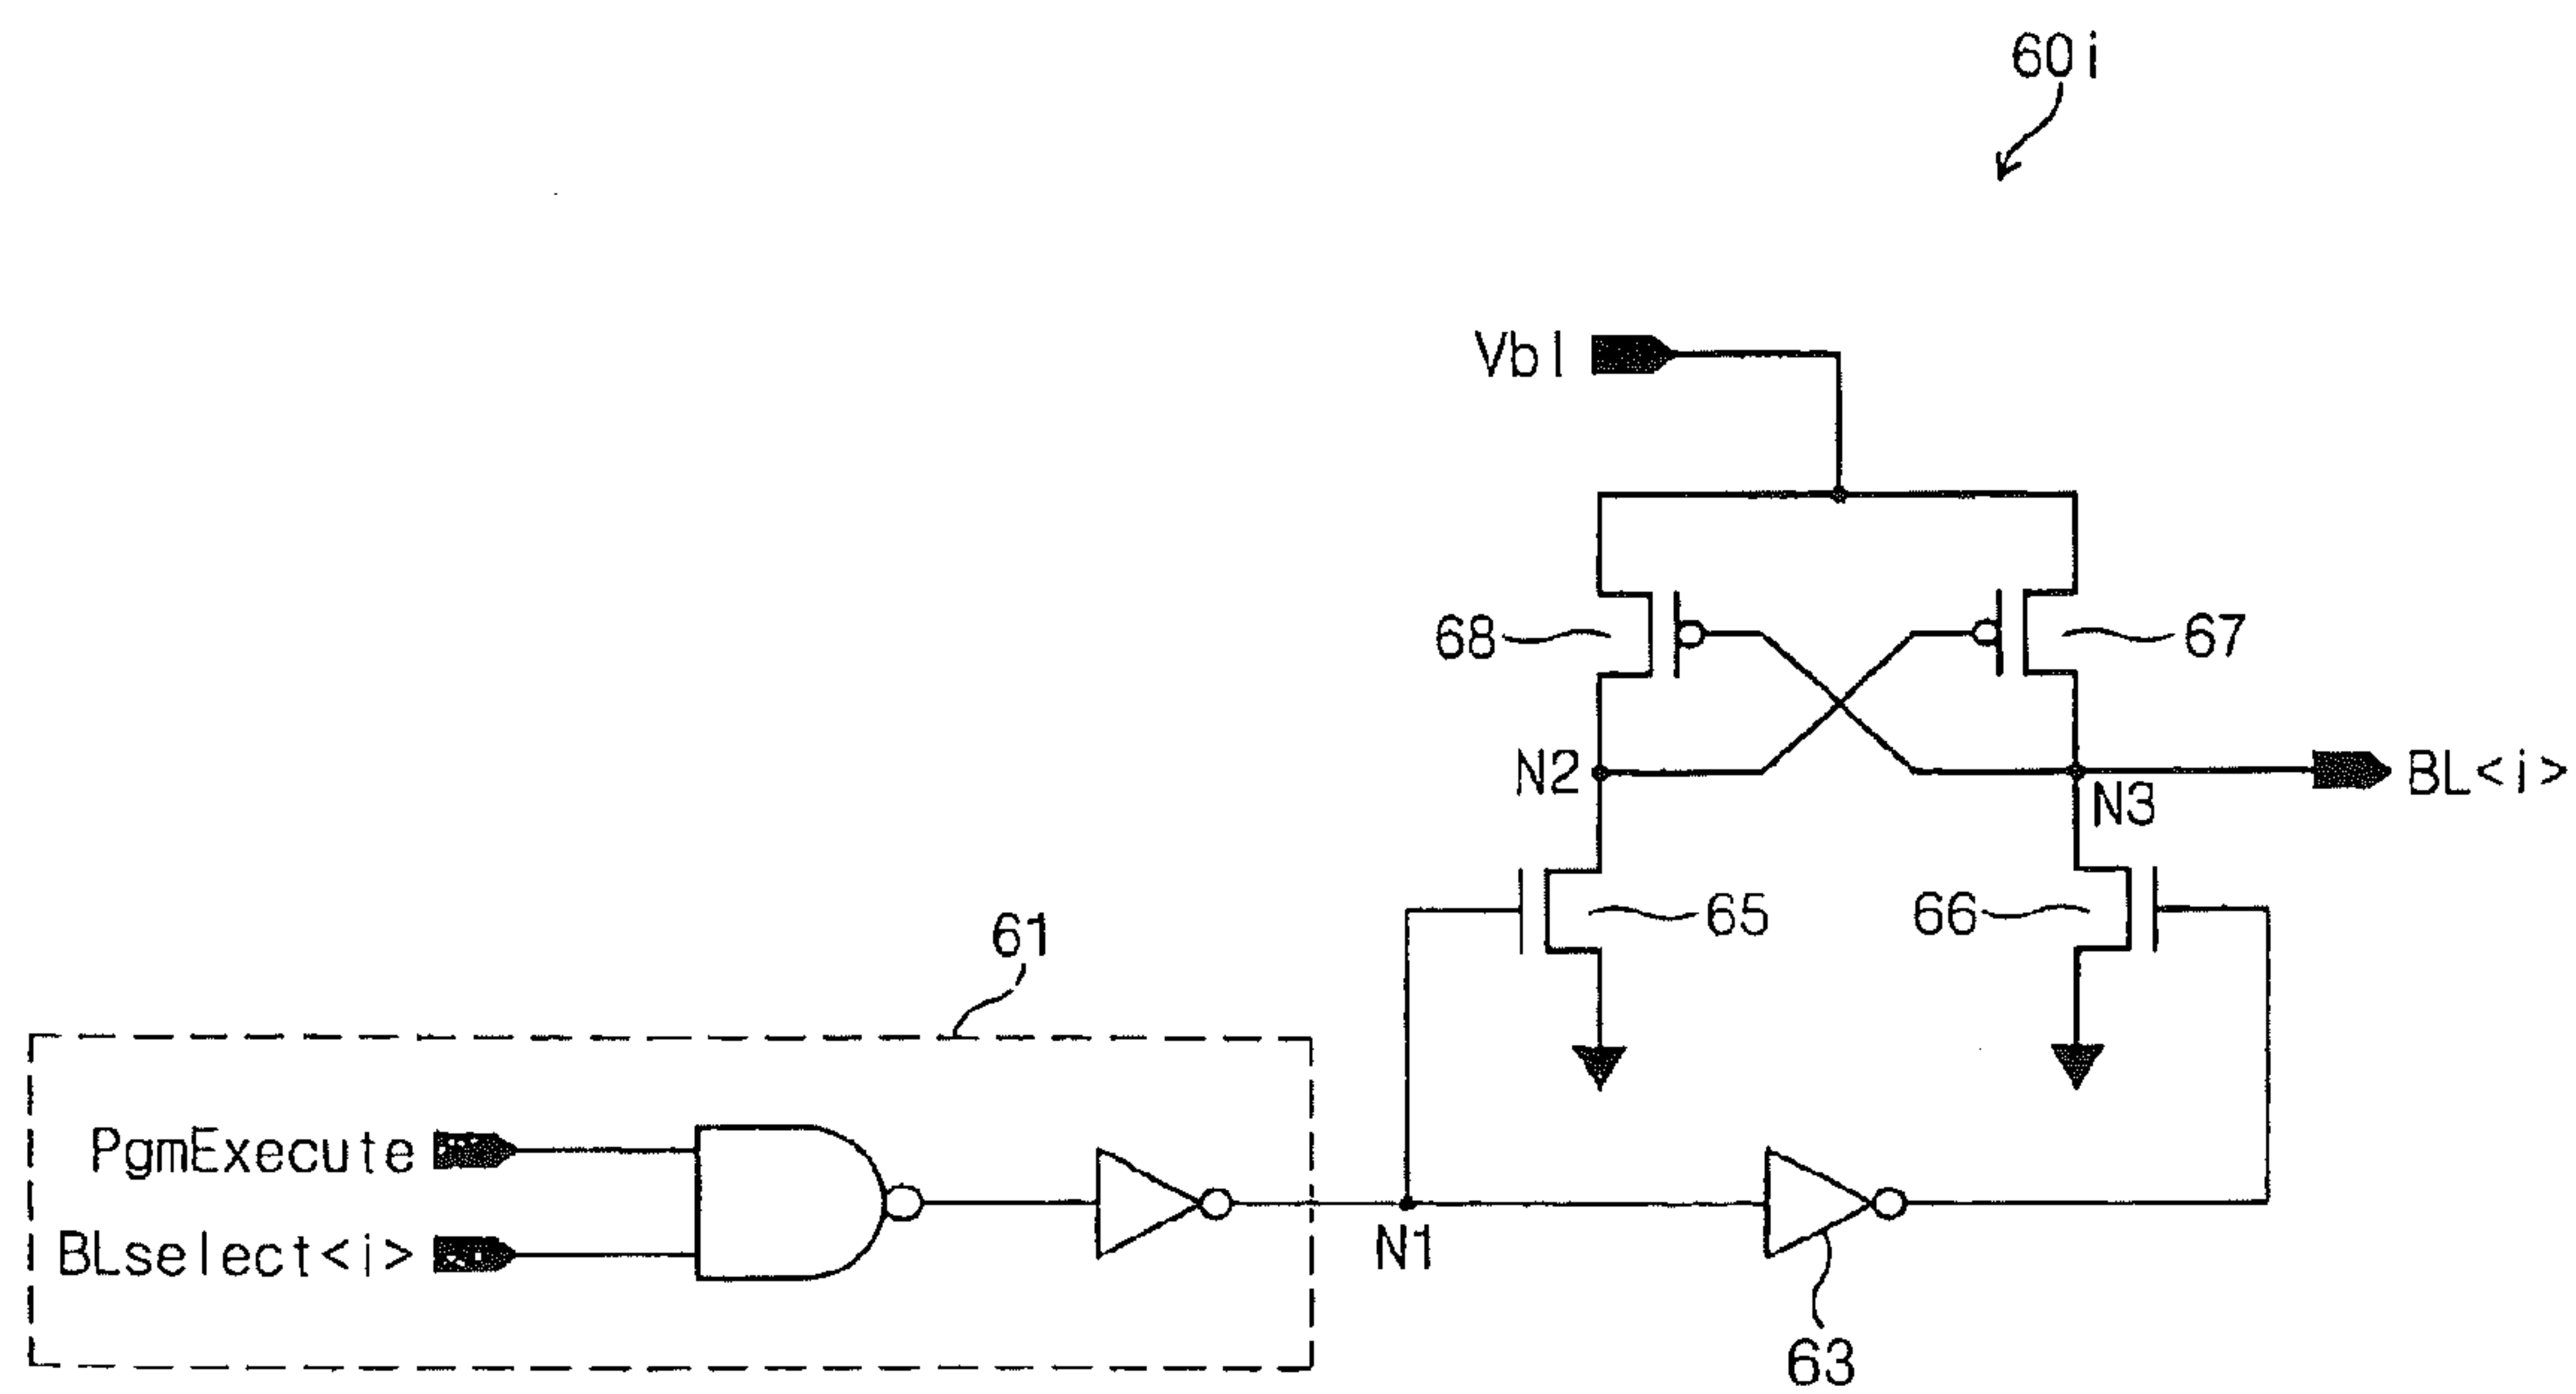 60i
Vbl
68
67
N2
BL<i>
N3
65
66
61
PgmExecute
BLselect<i>
N1
63